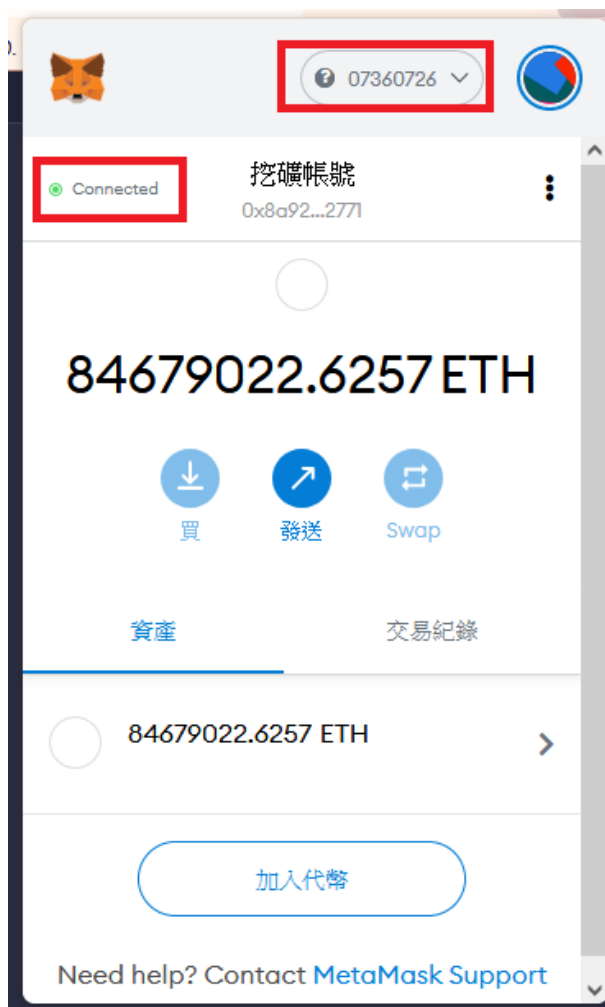 07360726
Connected
挖礦帳號
0x8a92...2771
84679022.6257 ETH
買
發送
Swap
資產
交易紀錄
84679022.6257 ETH
加入代幣
Need help? Contact MetaMask Support